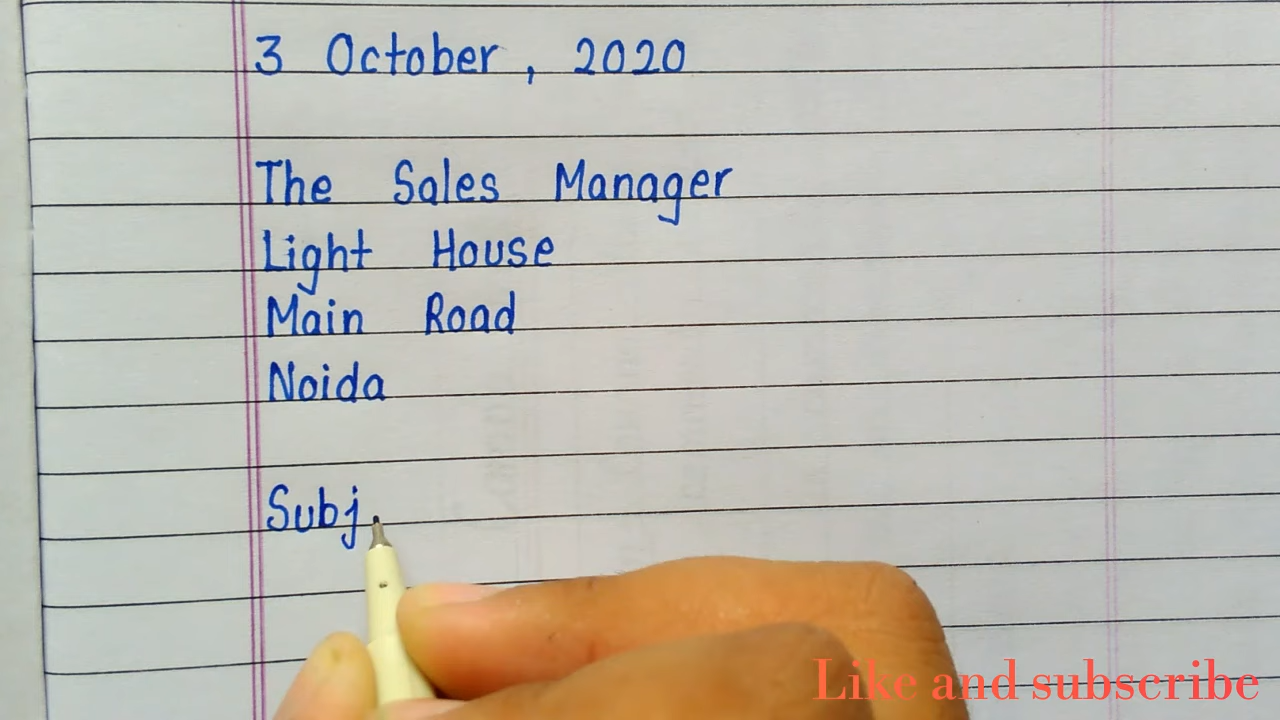 3 October, 2020
The Sales Manager
Light House
Main Road
Noida
Subj
Like and subscribe